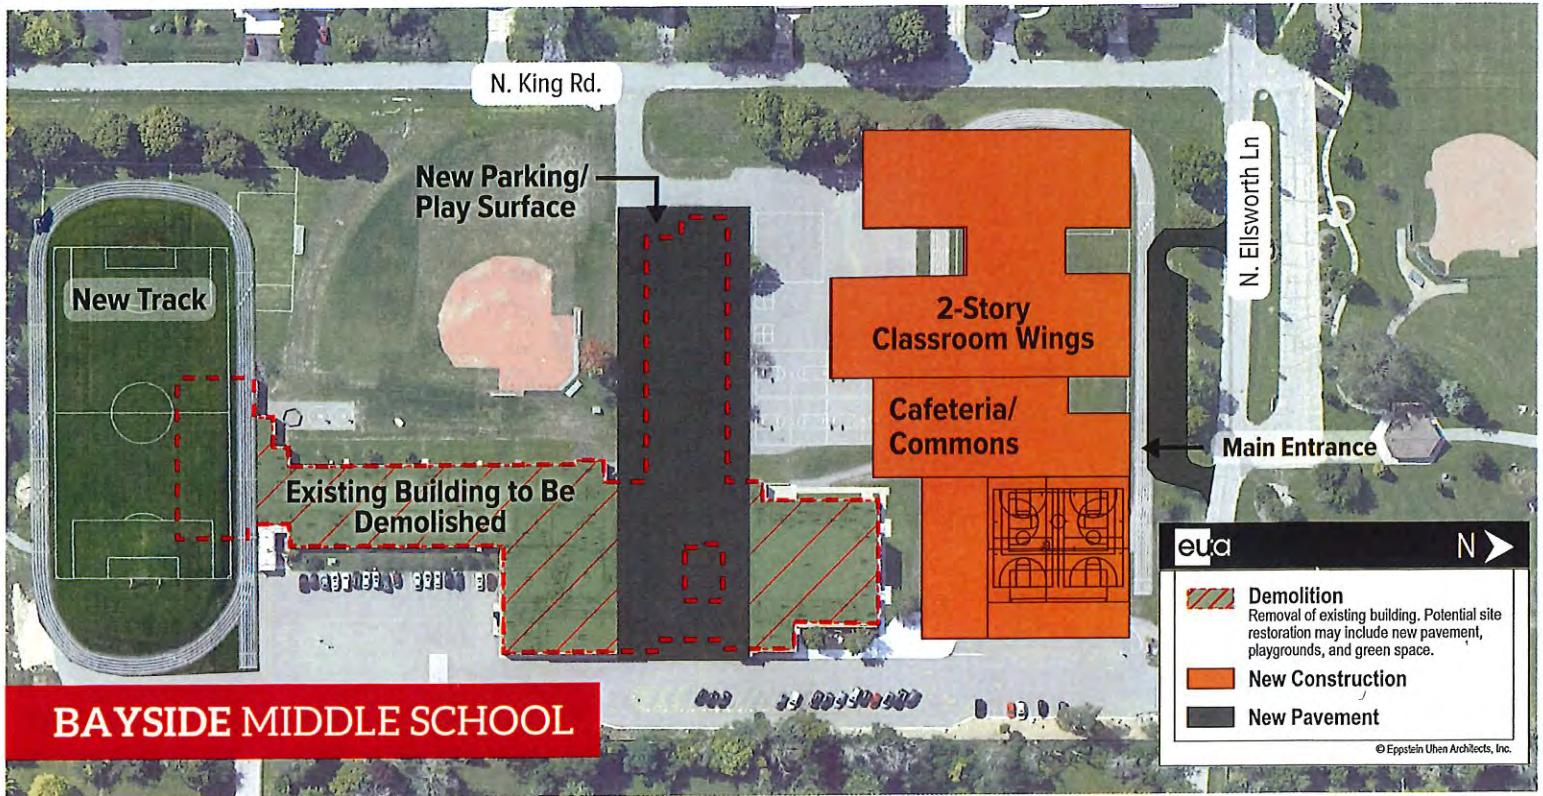 N. King Rd.
New Parking/
Play Surface
N. Ellsworth Ln
New Track
2-Story
Classroom Wings
Cafeteria/
Commons
Main Entrance
Existing Building to Be
Demolished
eua
N
Demolition
Removal of existing building. Potential site
restoration may include new pavement,
playgrounds, and green space.
New Construction
New Pavement
© Eppstein Uhen Architects, Inc.
BAYSIDE MIDDLE SCHOOL